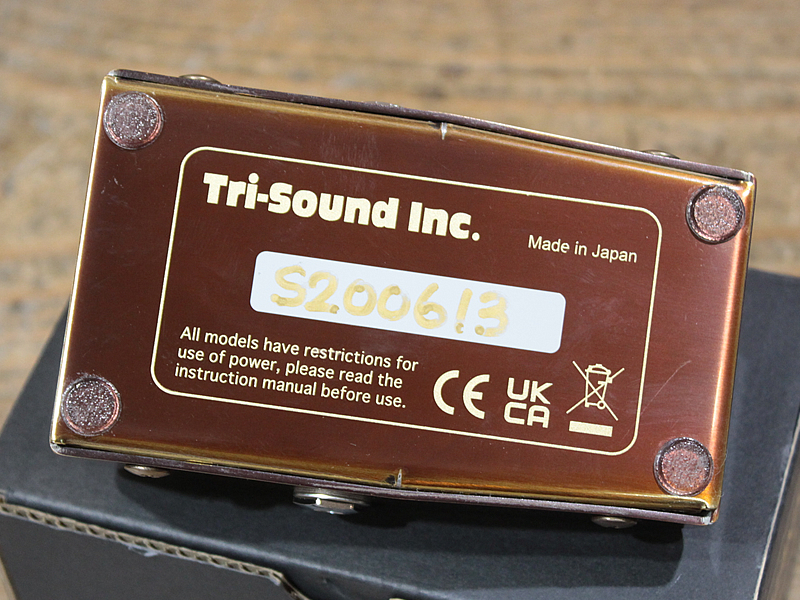 Tri-Sound Inc.
Made in Japan
S200613
All models have restrictions for
use of power, please read the
instruction manual before use.
CE
UK
CA